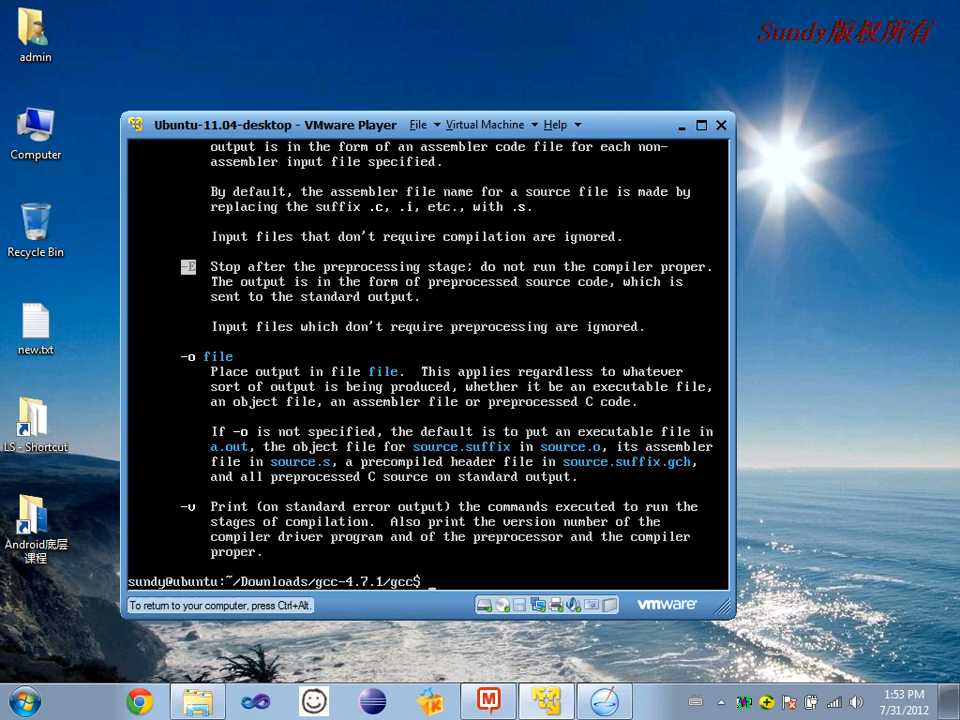 admin
Computer
Recycle Bin
new.txt
LS - Shortcut
Android底层
课程
Sundy版权所有
Ubuntu-11.04-desktop - VMware Player File Virtual Machine Help
output is in the form of an assembler code file for each non-
assembler input file specified.
By default, the assembler file name for a source file is made by
replacing the suffix .c, .i, etc., with .s.
Input files that don't require compilation are ignored.
-E Stop after the preprocessing stage; do not run the compiler proper.
The output is in the form of preprocessed source code, which is
sent to the standard output.
Input files which don't require preprocessing are ignored.
-o file
Place output in file file. This applies regardless to whatever
sort of output is being produced, whether it be an executable file,
an object file, an assembler file or preprocessed C code.
If -o is not specified, the default is to put an executable file in
a.out, the object file for source.suffix in source.o, its assembler
file in source.s, a precompiled header file in source.suffix.gch,
and all preprocessed C source on standard output.
-v Print (on standard error output) the commands executed to run the
stages of compilation. Also print the version number of the
compiler driver program and of the preprocessor and the compiler
proper.
sundy@ubuntu:~/Downloads/gcc-4.7.1/gcc$ _
To return to your computer, press Ctrl+Alt.
vmware
1:53 PM
7/31/2012